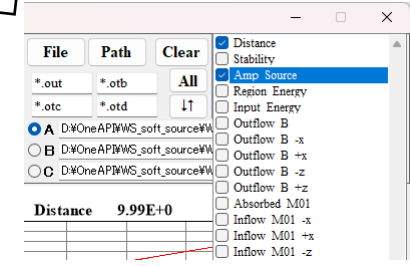 File Path Clear
*.out *.otb All
*.otc *.otd ↓↑
A D:¥OneAPI¥WS_soft_source¥W
B D:¥OneAPI¥WS_soft_source¥W
C D:¥OneAPI¥WS_soft_source¥W
Distance 9.99E+0
Distance
Stability
Amp Source
Region Energy
Input Energy
Outflow B
Outflow B -x
Outflow B +x
Outflow B -z
Outflow B +z
Absorbed M01
Inflow M01 -x
Inflow M01 +x
Inflow M01 -z